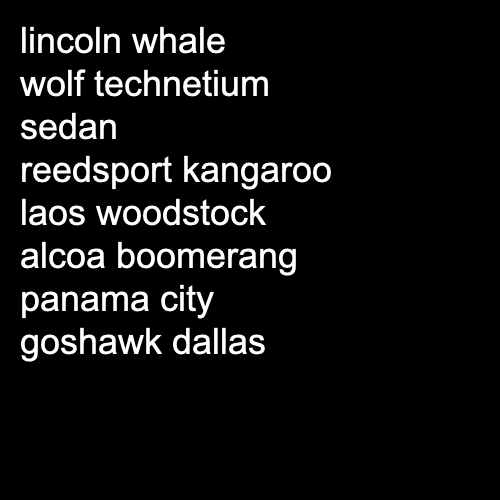 lincoln whale
wolf technetium
sedan
reedsport kangaroo
laos woodstock
alcoa boomerang
panama city
goshawk dallas